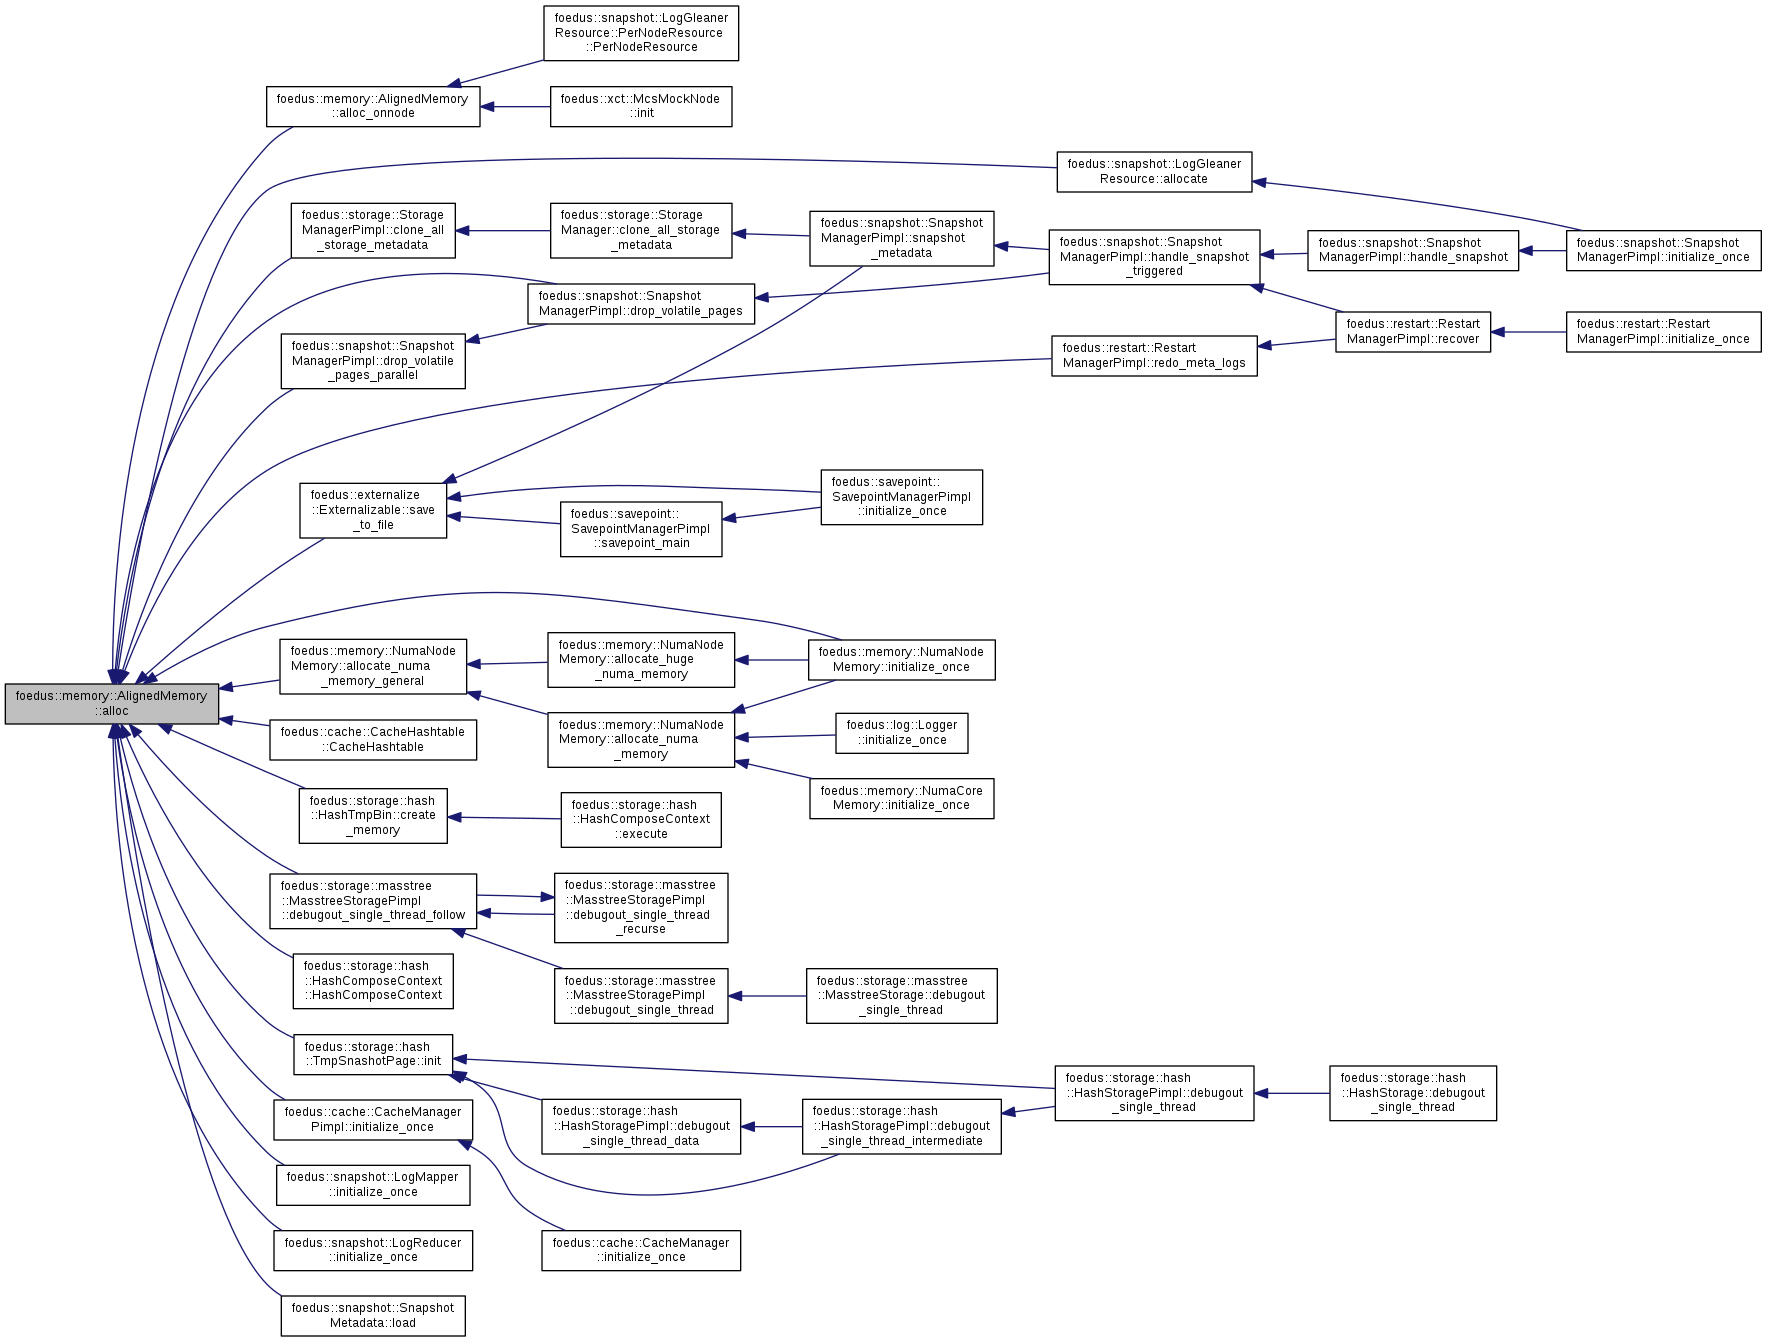 foedus::snapshot::LogGleaner
Resource::PerNodeResource
::PerNodeResource
foedus::memory::AlignedMemory
::alloc_onnode
foedus::xct::McsMockNode
::init
foedus::snapshot::LogGleaner
Resource::allocate
foedus::storage::Storage
ManagerPimpl::clone_all
_storage_metadata
foedus::storage::Storage
Manager::clone_all_storage
_metadata
foedus::snapshot::Snapshot
ManagerPimpl::snapshot
_metadata
foedus::snapshot::Snapshot
ManagerPimpl::handle_snapshot
_triggered
foedus::snapshot::Snapshot
ManagerPimpl::handle_snapshot
foedus::snapshot::Snapshot
ManagerPimpl::initialize_once
foedus::snapshot::Snapshot
ManagerPimpl::drop_volatile_pages
foedus::snapshot::Snapshot
ManagerPimpl::drop_volatile
_pages_parallel
foedus::restart::Restart
ManagerPimpl::redo_meta_logs
foedus::restart::Restart
ManagerPimpl::recover
foedus::restart::Restart
ManagerPimpl::initialize_once
foedus::externalize
::Externalizable::save
_to_file
foedus::savepoint::
SavepointManagerPimpl
::savepoint_main
foedus::savepoint::
SavepointManagerPimpl
::initialize_once
foedus::memory::NumaNode
Memory::allocate_numa
_memory_general
foedus::memory::NumaNode
Memory::allocate_huge
_numa_memory
foedus::memory::NumaNode
Memory::initialize_once
foedus::memory::AlignedMemory
::alloc
foedus::cache::CacheHashtable
::CacheHashtable
foedus::memory::NumaNode
Memory::allocate_numa
_memory
foedus::log::Logger
::initialize_once
foedus::memory::NumaCore
Memory::initialize_once
foedus::storage::hash
::HashTmpBin::create
_memory
foedus::storage::hash
::HashComposeContext
::execute
foedus::storage::masstree
::MasstreeStoragePimpl
::debugout_single_thread_follow
foedus::storage::masstree
::MasstreeStoragePimpl
::debugout_single_thread
_recurse
foedus::storage::hash
::HashComposeContext
::HashComposeContext
foedus::storage::masstree
::MasstreeStoragePimpl
::debugout_single_thread
foedus::storage::masstree
::MasstreeStorage::debugout
_single_thread
foedus::storage::hash
::TmpSnashotPage::init
foedus::storage::hash
::HashStoragePimpl::debugout
_single_thread
foedus::storage::hash
::HashStorage::debugout
_single_thread
foedus::cache::CacheManager
Pimpl::initialize_once
foedus::storage::hash
::HashStoragePimpl::debugout
_single_thread_data
foedus::storage::hash
::HashStoragePimpl::debugout
_single_thread_intermediate
foedus::snapshot::LogMapper
::initialize_once
foedus::snapshot::LogReducer
::initialize_once
foedus::cache::CacheManager
::initialize_once
foedus::snapshot::Snapshot
Metadata::load